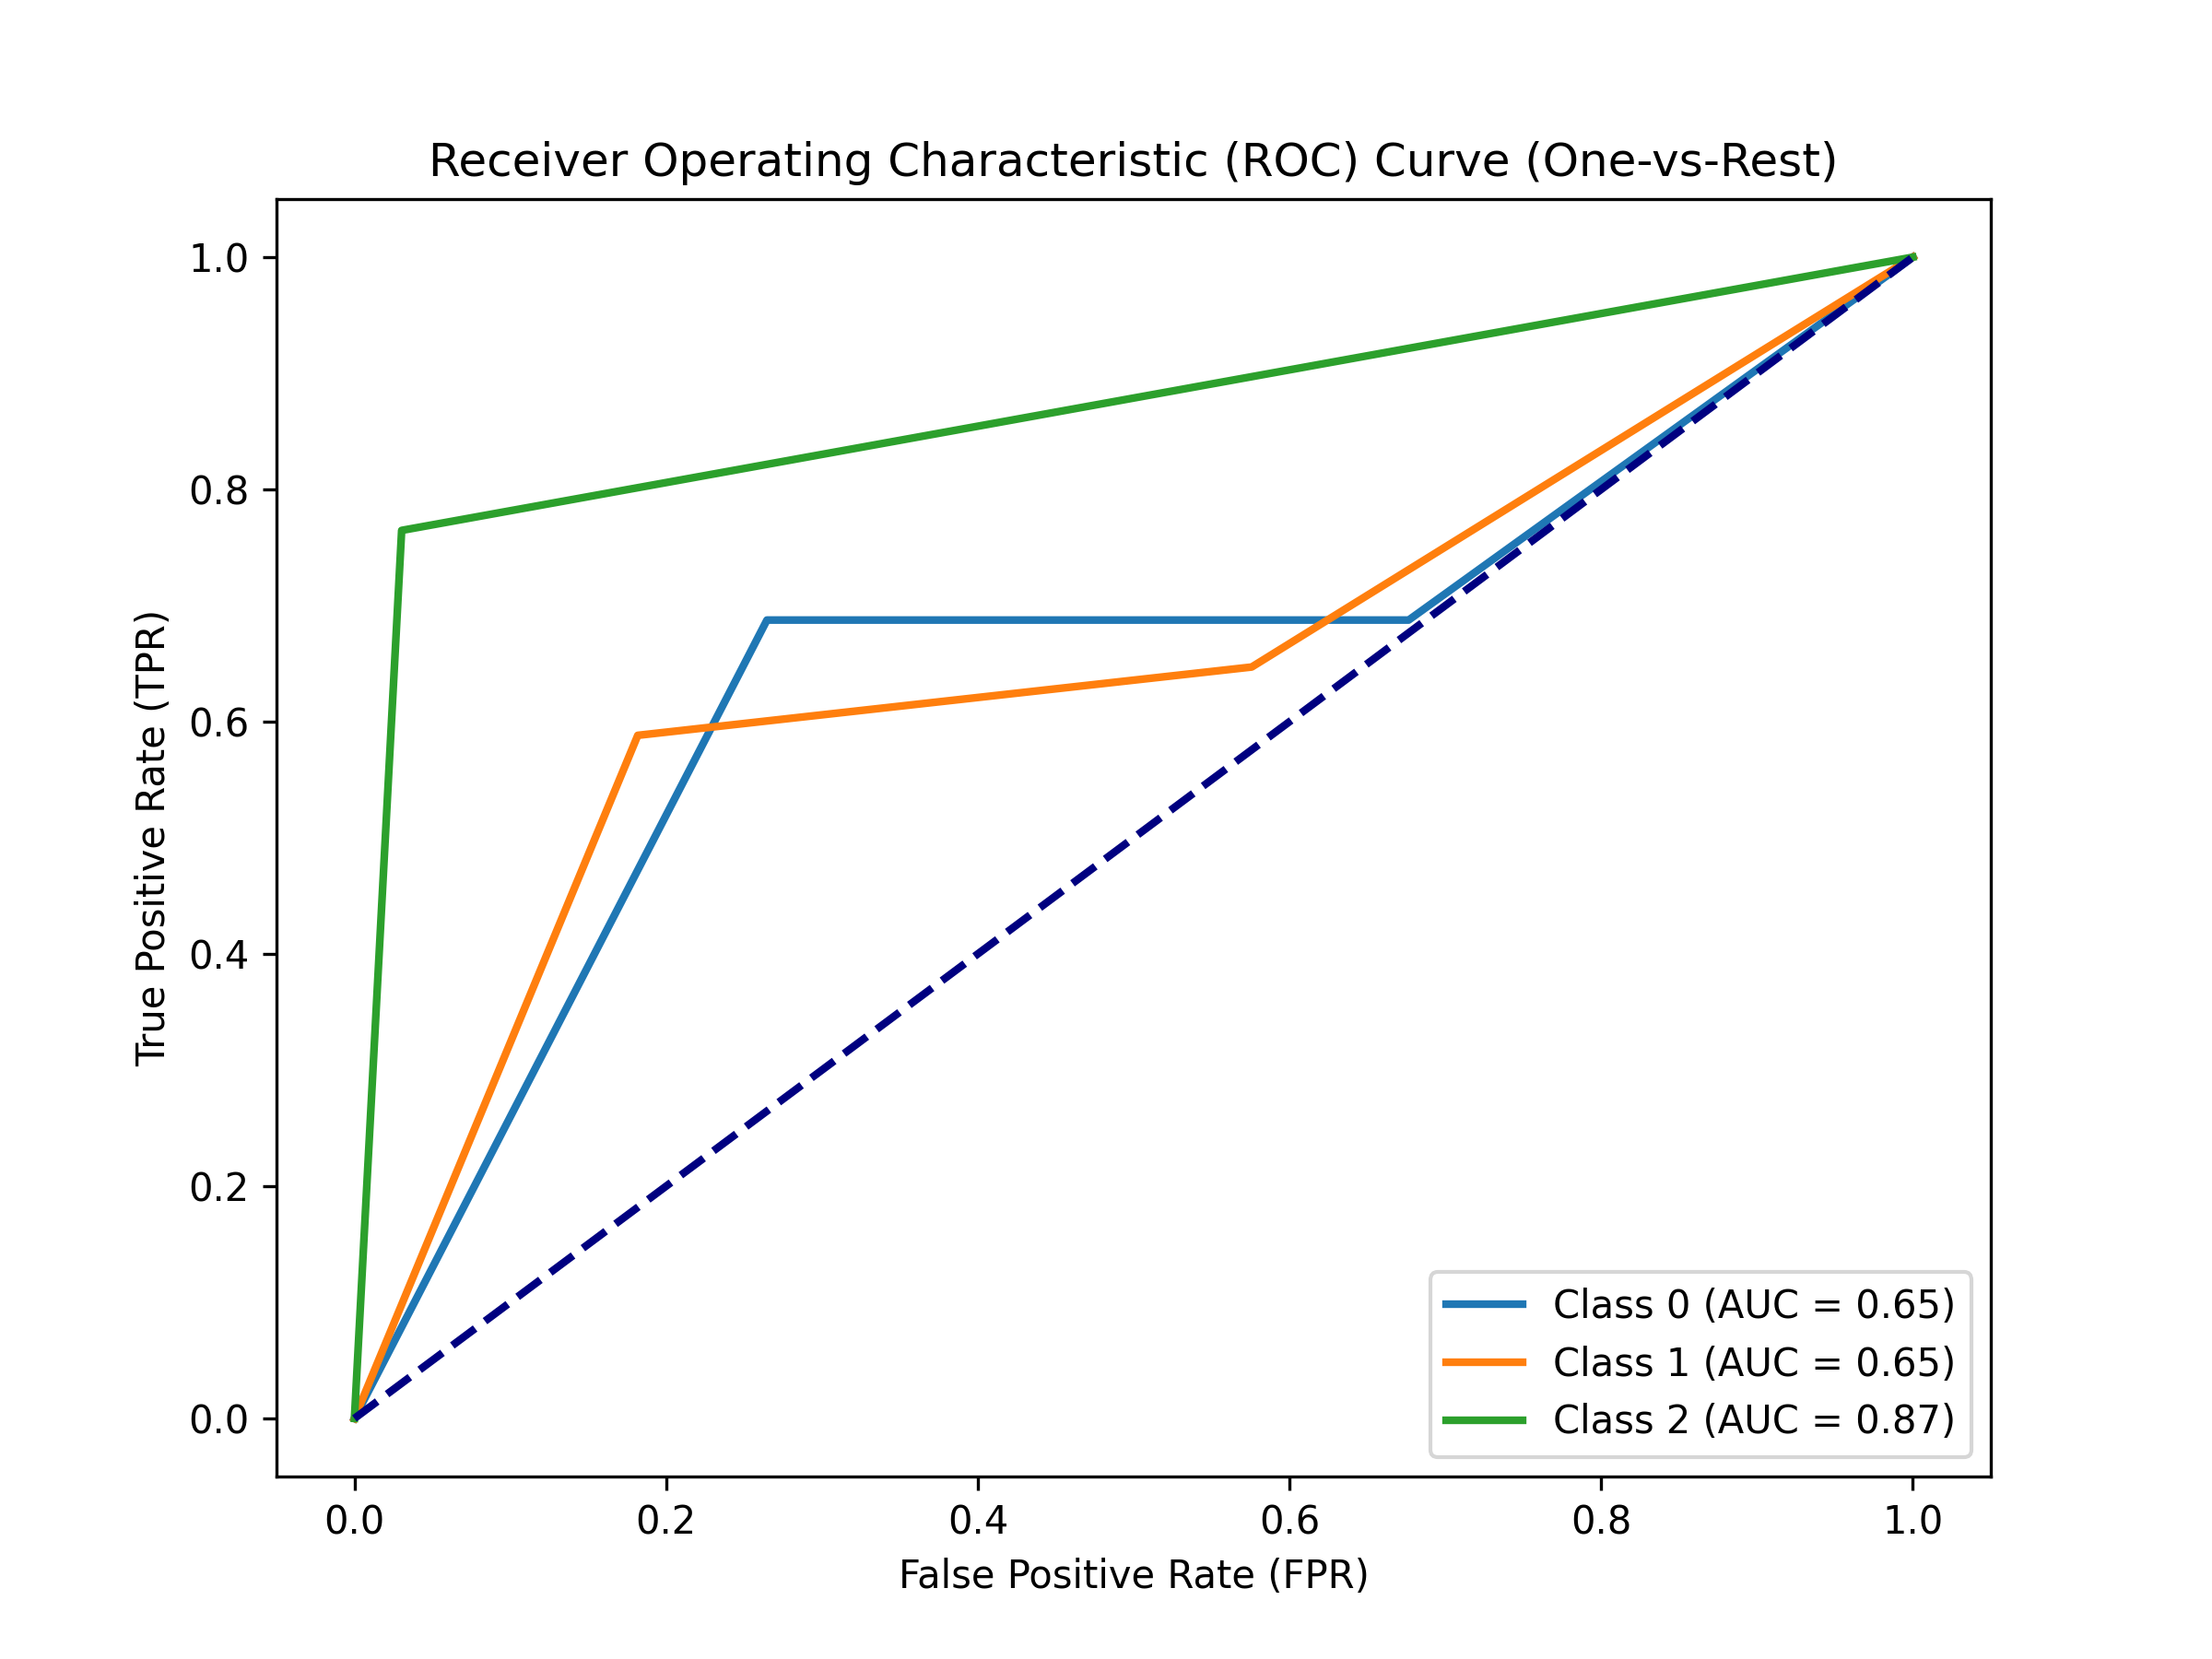 Receiver Operating Characteristic (ROC) Curve (One-vs-Rest)
True Positive Rate (TPR)
1.0
0.8
0.6
0.4
0.2
0.0
Class 0 (AUC = 0.65)
Class 1 (AUC = 0.65)
Class 2 (AUC = 0.87)
0.0 0.2 0.4 0.6 0.8 1.0
False Positive Rate (FPR)